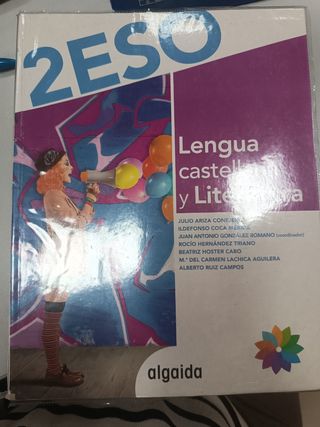 2ESO
Lengua
castellana
y Literatura
JULIO ARIZA CONEJERO
ILDEFONSO COCA MÉRIDA
JUAN ANTONIO GONZÁLEZ ROMANO (coordinador)
ROCÍO HERNÁNDEZ TRIANO
BEATRIZ HOSTER CABO
M.ª DEL CARMEN LACHICA AGUILERA
ALBERTO RUIZ CAMPOS
algaida